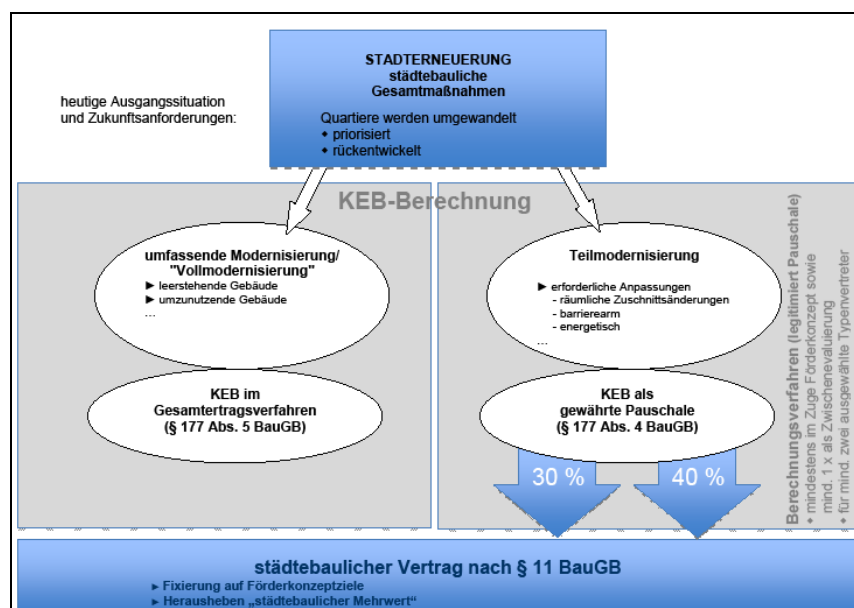 STADTERNEUERUNG
städtebauliche
Gesamtmaßnahmen
heutige Ausgangssituation
und Zukunftsanforderungen:
Quartiere werden umgewandelt
◆ priorisiert
◆ rückentwickelt
KEB-Berechnung
umfassende Modernisierung/
"Vollmodernisierung"
► leerstehende Gebäude
► umzunutzende Gebäude
...
Teilmodernisierung
► erforderliche Anpassungen
- räumliche Zuschnittsänderungen
- barrierearm
- energetisch
...
KEB im
Gesamtertragsverfahren
(§ 177 Abs. 5 BauGB)
KEB als
gewährte Pauschale
(§ 177 Abs. 4 BauGB)
30 %
40 %
Berechnungsverfahren (legitimiert Pauschale)
◆ mindestens im Zuge Förderkonzept sowie
mind. 1 x als Zwischenevaluierung
◆ für mind. zwei ausgewählte Typenvertreter
städtebaulicher Vertrag nach § 11 BauGB
► Fixierung auf Förderkonzeptziele
► Herausheben „städtebaulicher Mehrwert“